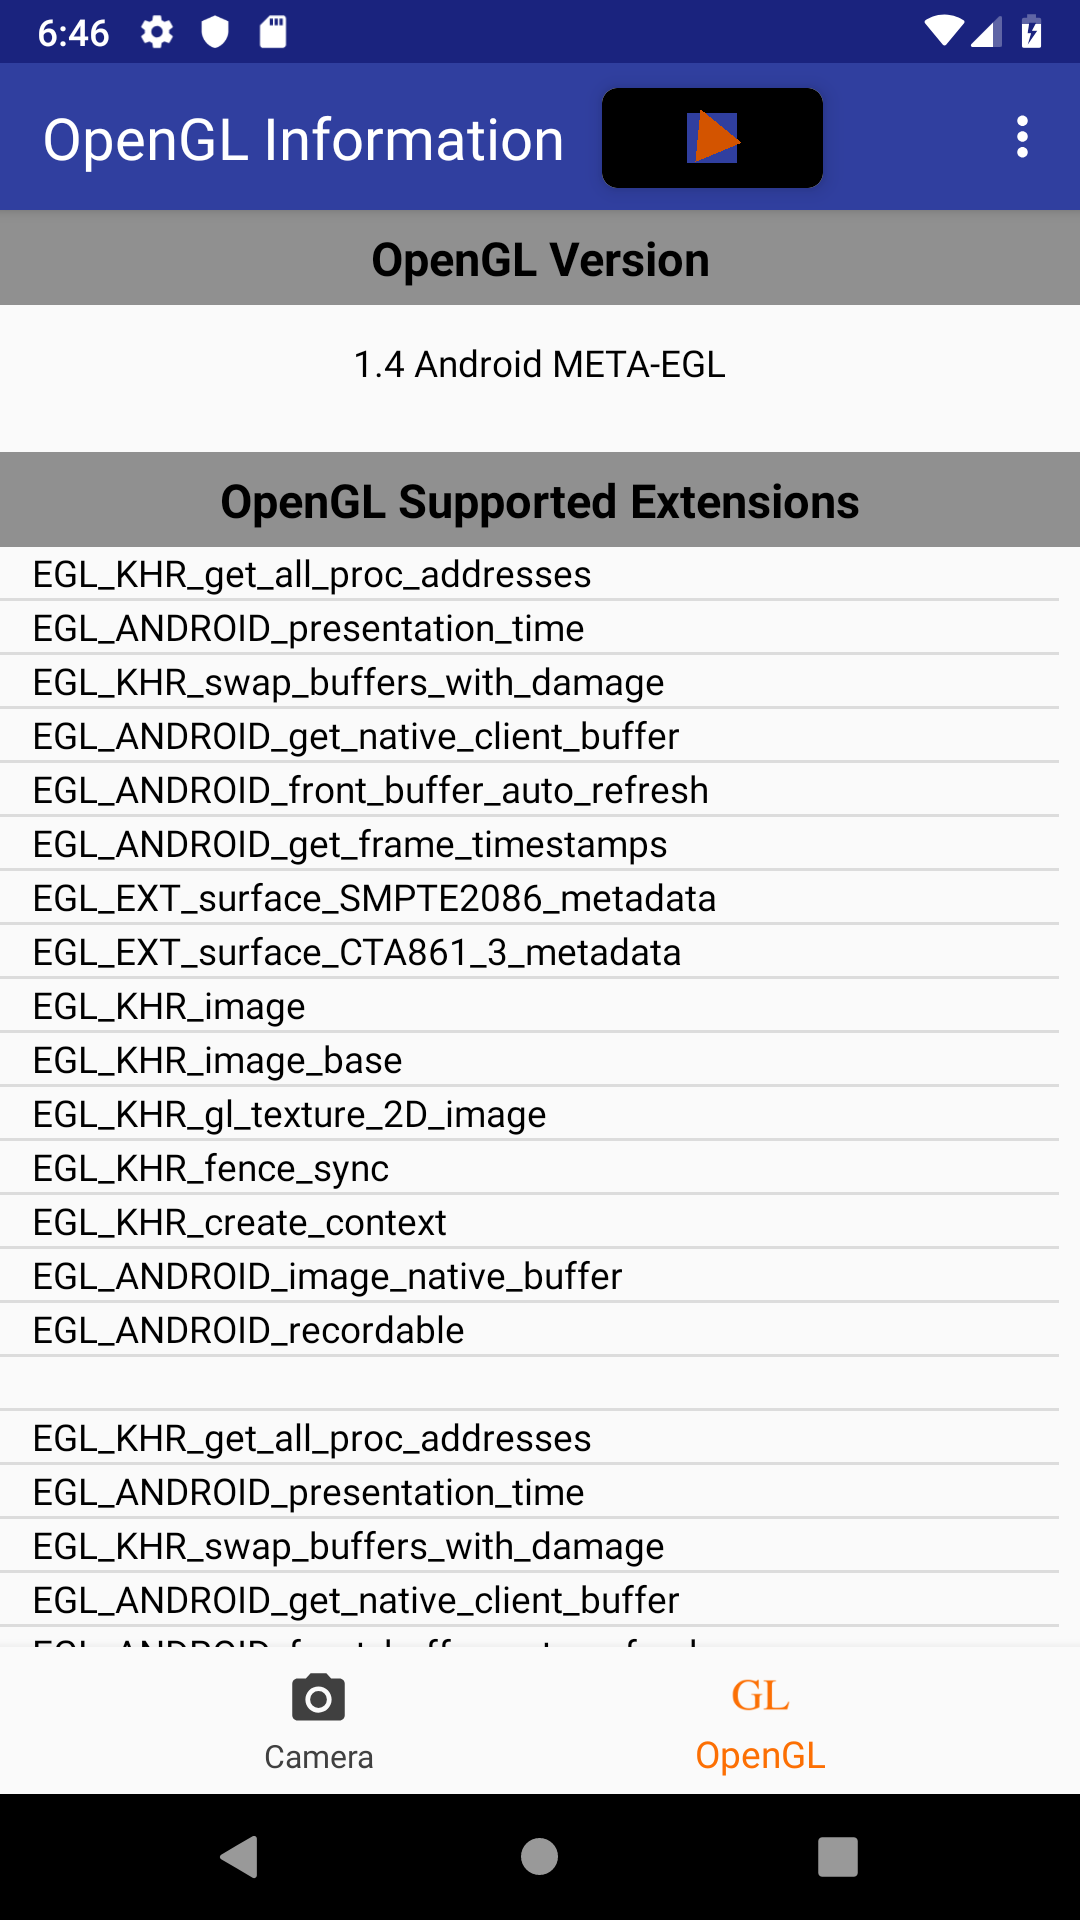 6:46
OpenGL Information
OpenGL Version
1.4 Android META-EGL
OpenGL Supported Extensions
EGL_KHR_get_all_proc_addresses
EGL_ANDROID_presentation_time
EGL_KHR_swap_buffers_with_damage
EGL_ANDROID_get_native_client_buffer
EGL_ANDROID_front_buffer_auto_refresh
EGL_ANDROID_get_frame_timestamps
EGL_EXT_surface_SMPTE2086_metadata
EGL_EXT_surface_CTA861_3_metadata
EGL_KHR_image
EGL_KHR_image_base
EGL_KHR_gl_texture_2D_image
EGL_KHR_fence_sync
EGL_KHR_create_context
EGL_ANDROID_image_native_buffer
EGL_ANDROID_recordable
EGL_KHR_get_all_proc_addresses
EGL_ANDROID_presentation_time
EGL_KHR_swap_buffers_with_damage
EGL_ANDROID_get_native_client_buffer
GL
Camera
OpenGL